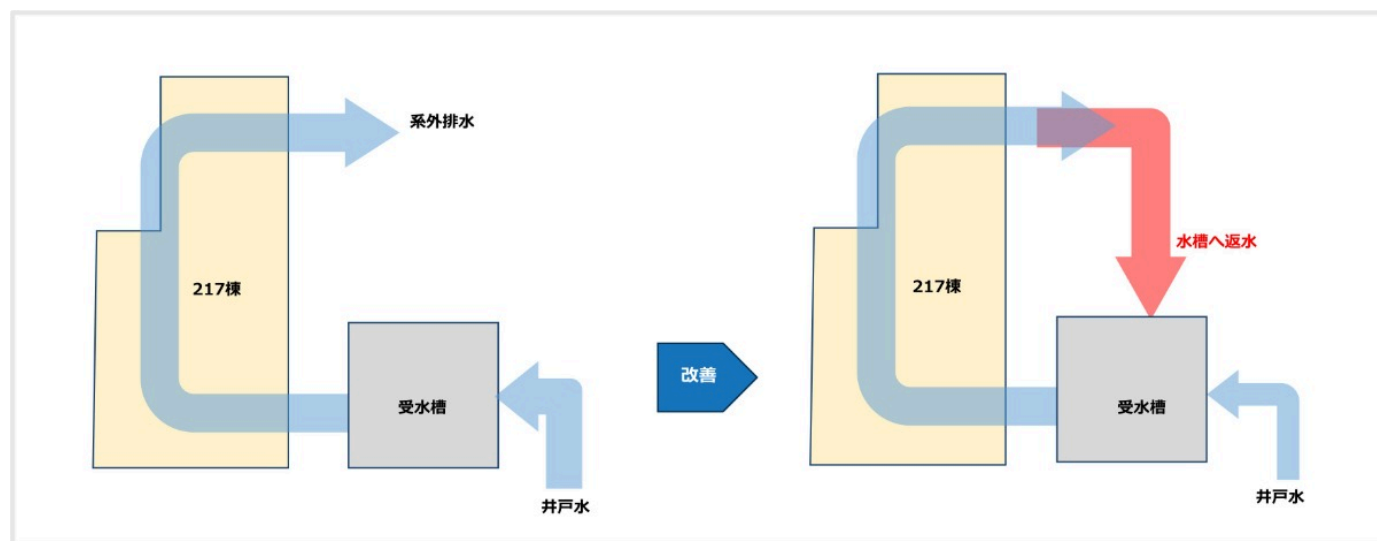 系外排水
217棟
受水槽
井戸水
改善
水槽へ返水
217棟
受水槽
井戸水